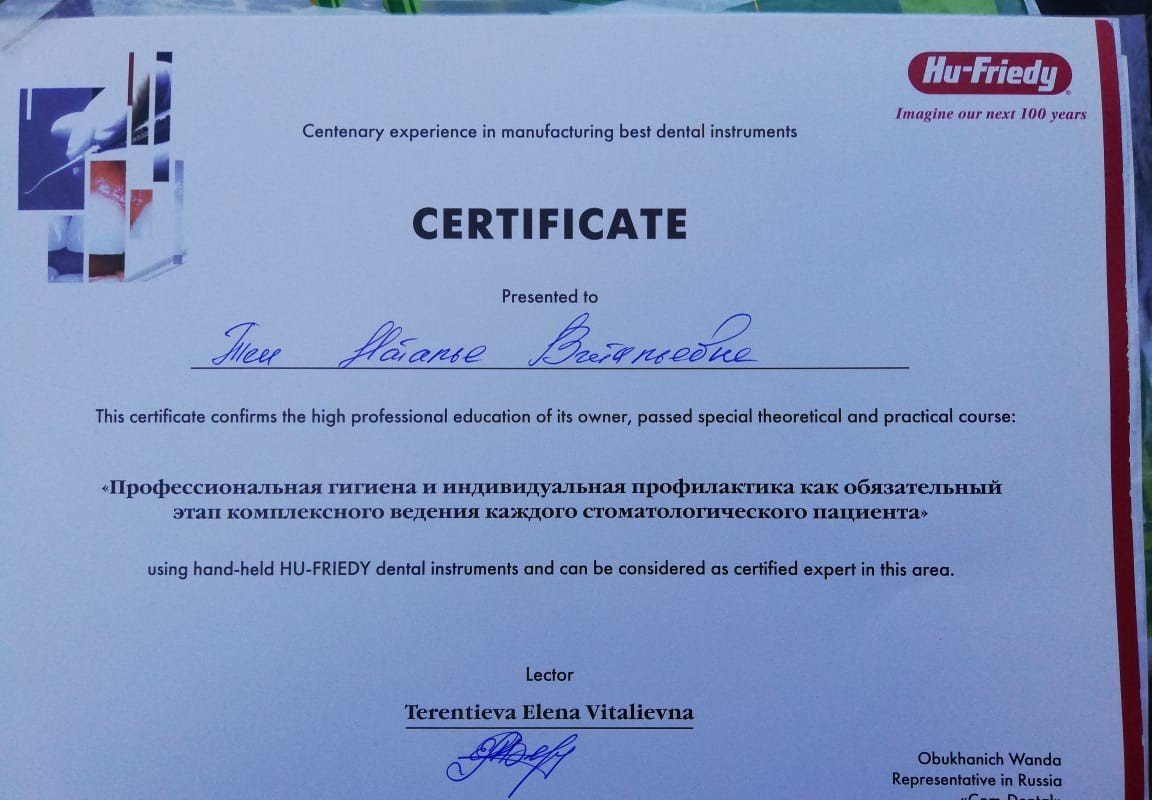 Hu-Friedy
Imagine our next 100 years
Centenary experience in manufacturing best dental instruments
CERTIFICATE
Presented to
Тен Наталье Витальевне
This certificate confirms the high professional education of its owner, passed special theoretical and practical course:
«Профессиональная гигиена и индивидуальная профилактика как обязательный
этап комплексного ведения каждого стоматологического пациента»
using hand-held HU-FRIEDY dental instruments and can be considered as certified expert in this area.
Lector
Terentieva Elena Vitalievna
Obukhanich Wanda
Representative in Russia